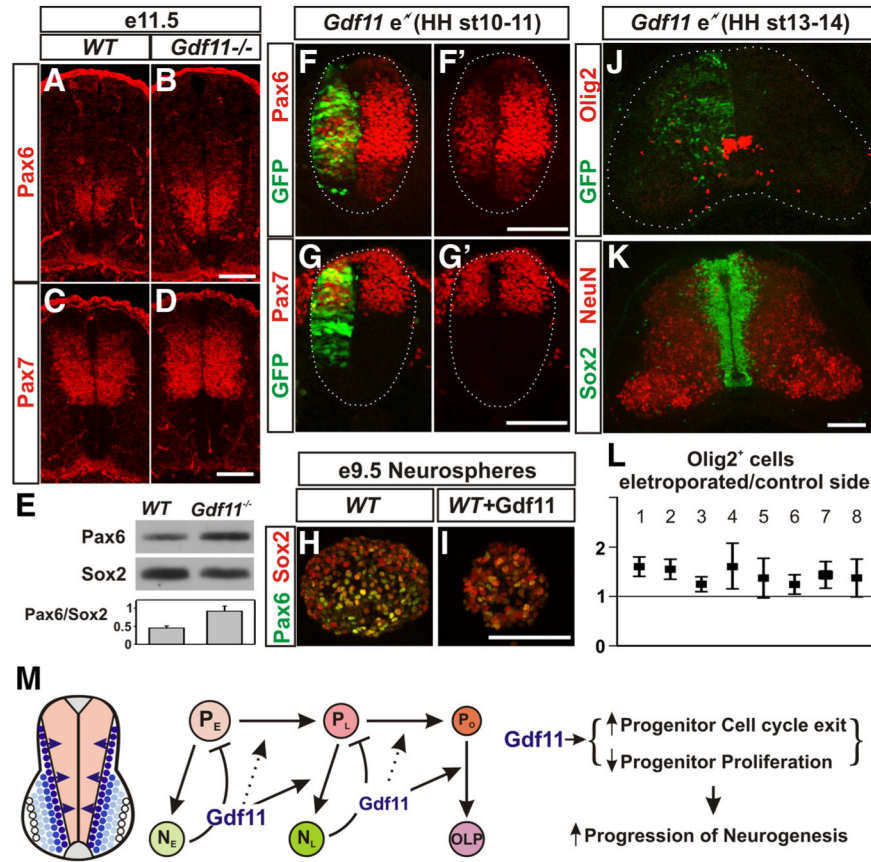 e11.5
WT
Gdf11-/-
Gdf11 e″(HH st10-11)
Gdf11 e″(HH st13-14)
A
B
Pax6
C
D
Pax7
F
F'
Pax6
GFP
G
G'
Pax7
GFP
J
Olig2
GFP
K
NeuN
Sox2
E
WT
Gdf11-/-
Pax6
Sox2
Pax6/Sox2
1
0.5
0
e9.5 Neurospheres
WT
WT+Gdf11
H
I
Pax6 Sox2
L
Olig2+ cells
eletroporated/control side
1 2 3 4 5 6 7 8
2
1
0
M
PE
PL
PO
Gdf11
Gdf11
NE
NL
OLP
Gdf11
Progenitor Cell cycle exit
Progenitor Proliferation
Progression of Neurogenesis